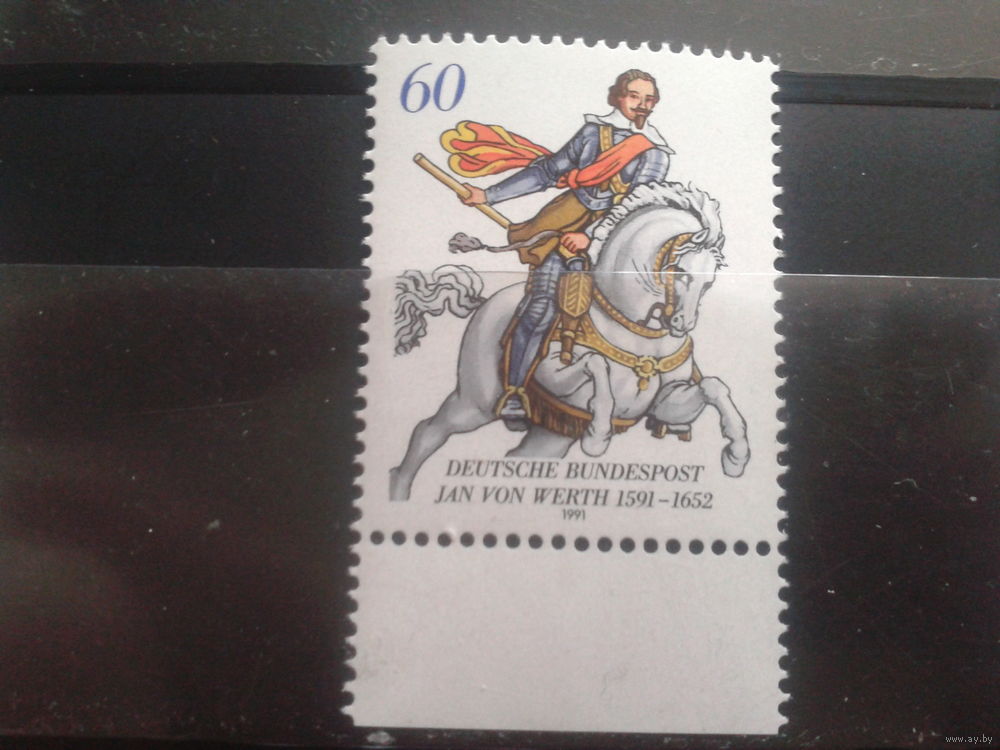 60
DEUTSCHE BUNDESPOST
JAN VON WERTH 1591-1652
1991
www.ay.by